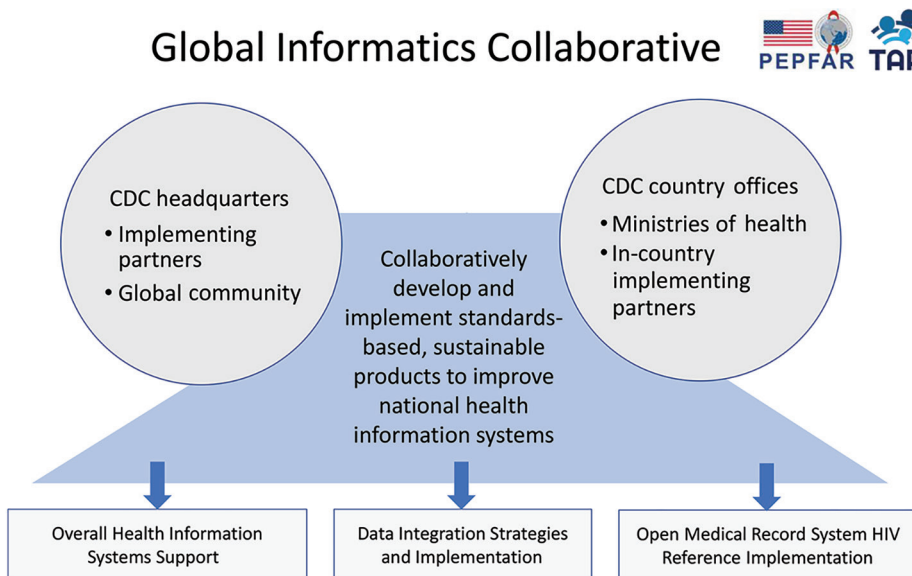 Global Informatics Collaborative
PEPFAR
CDC headquarters
• Implementing
partners
• Global community
Collaboratively
develop and
implement standards-
based, sustainable
products to improve
national health
information systems
CDC country offices
• Ministries of health
• In-country
implementing
partners
Overall Health Information
Systems Support
Data Integration Strategies
and Implementation
Open Medical Record System HIV
Reference Implementation